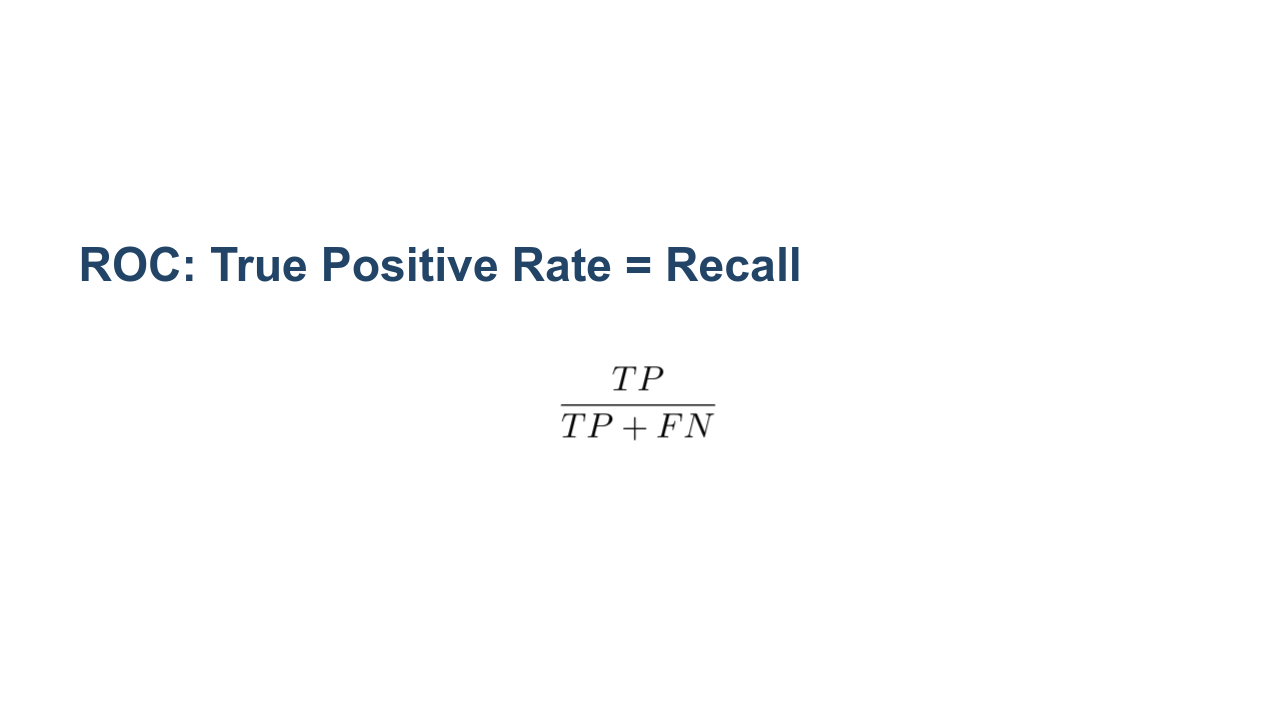 ROC: True Positive Rate = Recall
TP
TP + FN